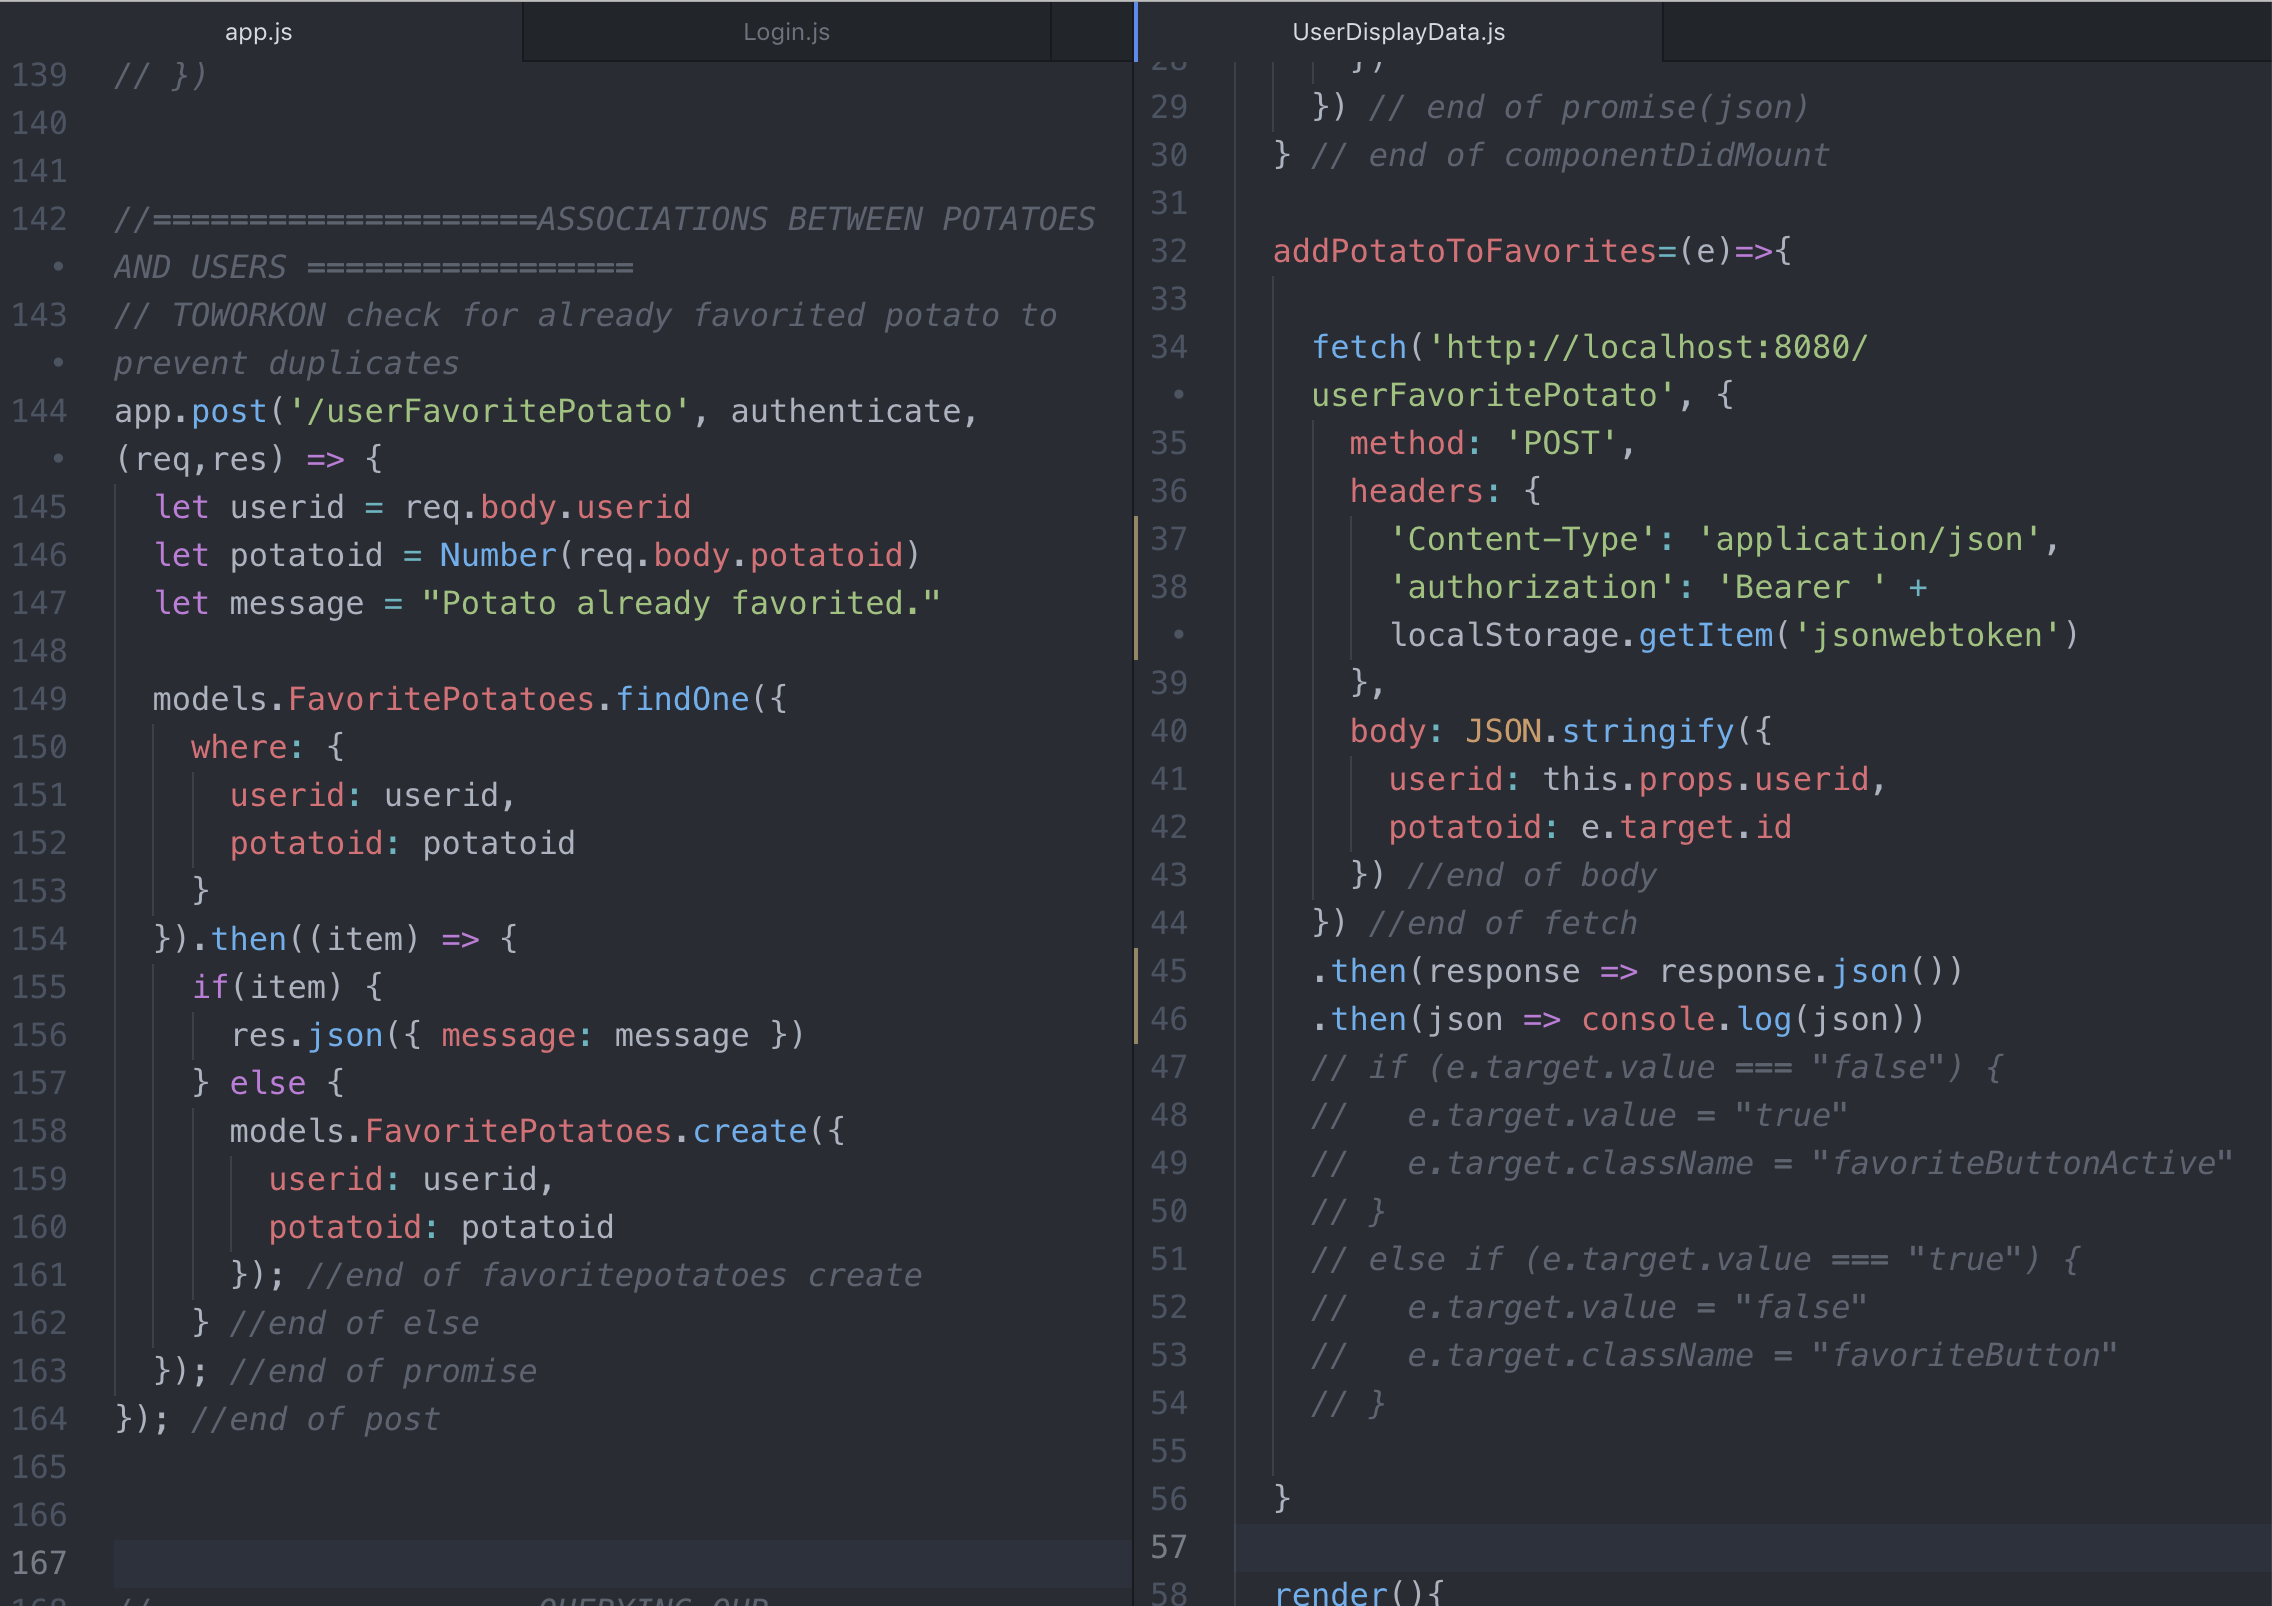 app.js
Login.js
139 // })
140
141
142 //====================ASSOCIATIONS BETWEEN POTATOES
• AND USERS =================
143 // TOWORKON check for already favorited potato to
• prevent duplicates
144 app.post('/userFavoritePotato', authenticate,
• (req,res) => {
145 let userid = req.body.userid
146 let potatoid = Number(req.body.potatoid)
147 let message = "Potato already favorited."
148
149 models.FavoritePotatoes.findOne({
150 where: {
151 userid: userid,
152 potatoid: potatoid
153 }
154 }).then((item) => {
155 if(item) {
156 res.json({ message: message })
157 } else {
158 models.FavoritePotatoes.create({
159 userid: userid,
160 potatoid: potatoid
161 }); //end of favoritepotatoes create
162 } //end of else
163 }); //end of promise
164 }); //end of post
165
166
167
UserDisplayData.js
28 })
29 }) // end of promise(json)
30 } // end of componentDidMount
31
32 addPotatoToFavorites=(e)=>{
33
34 fetch('http://localhost:8080/
• userFavoritePotato', {
35 method: 'POST',
36 headers: {
37 'Content-Type': 'application/json',
38 'authorization': 'Bearer ' +
• localStorage.getItem('jsonwebtoken')
39 },
40 body: JSON.stringify({
41 userid: this.props.userid,
42 potatoid: e.target.id
43 }) //end of body
44 }) //end of fetch
45 .then(response => response.json())
46 .then(json => console.log(json))
47 // if (e.target.value === "false") {
48 // e.target.value = "true"
49 // e.target.className = "favoriteButtonActive"
50 // }
51 // else if (e.target.value === "true") {
52 // e.target.value = "false"
53 // e.target.className = "favoriteButton"
54 // }
55
56 }
57
58 render(){